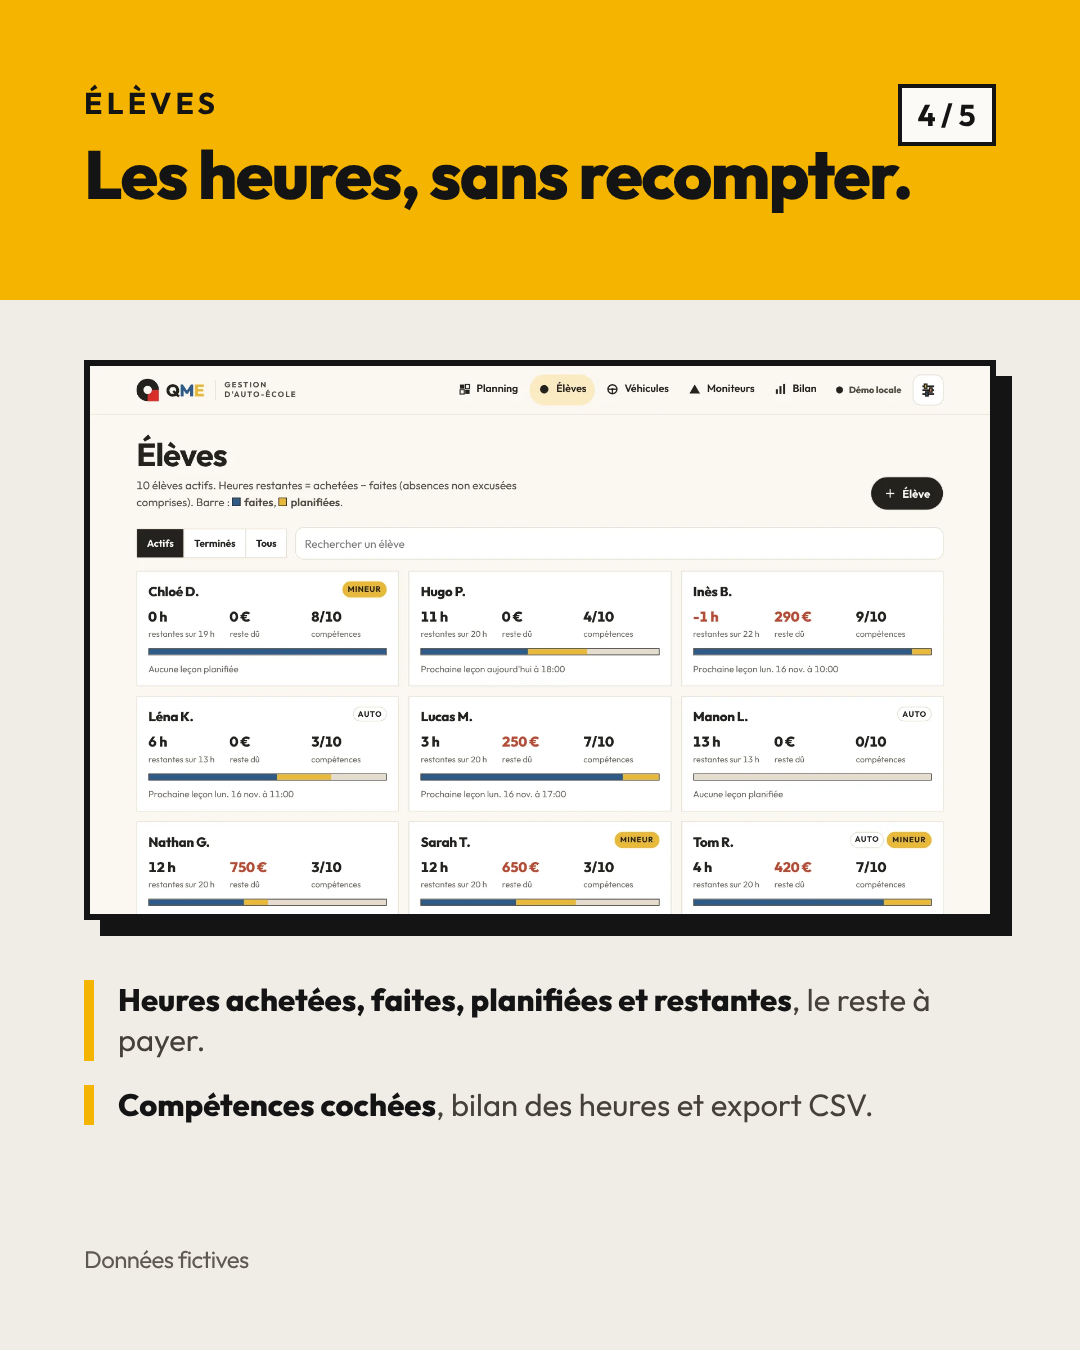 ÉLÈVES
4 / 5
Les heures, sans recompter.
QME GESTION D'AUTO-ÉCOLE
Planning Élèves Véhicules Moniteurs Bilan Démo locale
Élèves
10 élèves actifs. Heures restantes = achetées − faites (absences non excusées
comprises). Barre : faites, planifiées.
+ Élève
Actifs Terminés Tous Rechercher un élève
Chloé D. MINEUR
0 h 0 € 8/10
restantes sur 19 h reste dû compétences
Aucune leçon planifiée
Hugo P.
11 h 0 € 4/10
restantes sur 20 h reste dû compétences
Prochaine leçon aujourd'hui à 18:00
Inès B.
-1 h 290 € 9/10
restantes sur 22 h reste dû compétences
Prochaine leçon lun. 16 nov. à 10:00
Léna K. AUTO
6 h 0 € 3/10
restantes sur 13 h reste dû compétences
Prochaine leçon lun. 16 nov. à 11:00
Lucas M.
3 h 250 € 7/10
restantes sur 20 h reste dû compétences
Prochaine leçon lun. 16 nov. à 17:00
Manon L. AUTO
13 h 0 € 0/10
restantes sur 13 h reste dû compétences
Aucune leçon planifiée
Nathan G.
12 h 750 € 3/10
restantes sur 20 h reste dû compétences
Sarah T. MINEUR
12 h 650 € 3/10
restantes sur 20 h reste dû compétences
Tom R. AUTO MINEUR
4 h 420 € 7/10
restantes sur 20 h reste dû compétences
Heures achetées, faites, planifiées et restantes, le reste à
payer.
Compétences cochées, bilan des heures et export CSV.
Données fictives